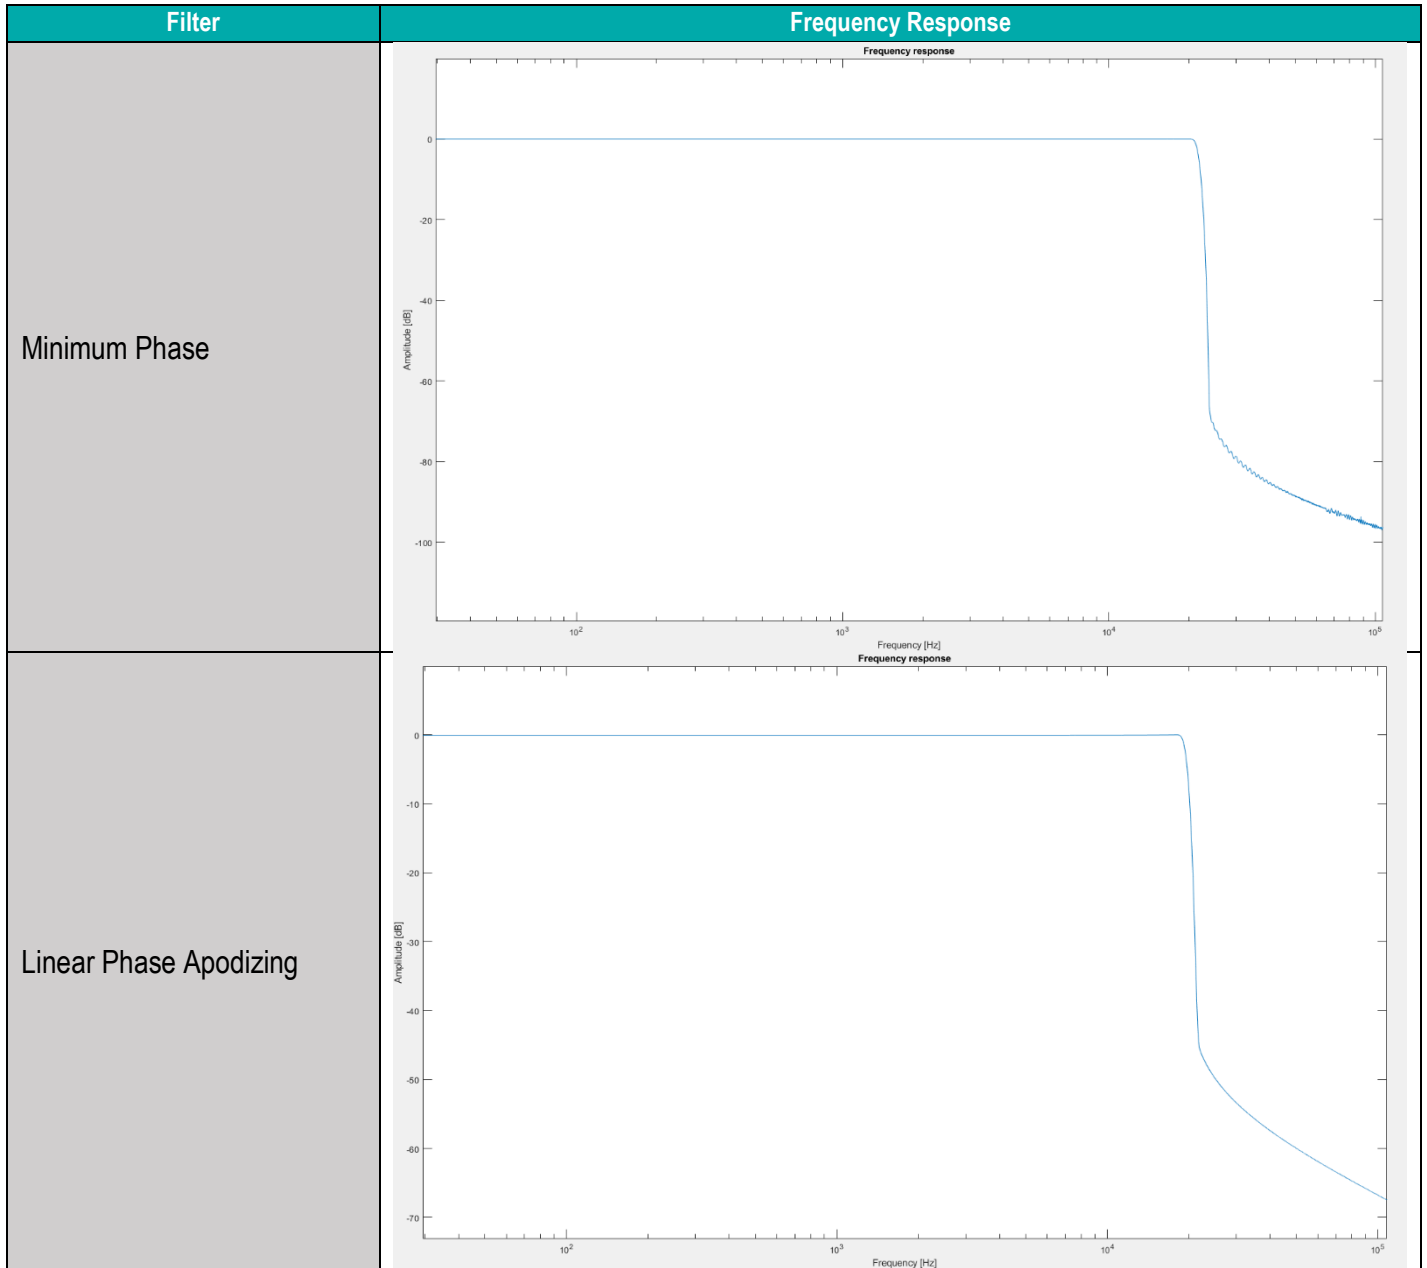 Filter
Frequency Response
Minimum Phase
Frequency response
0
-20
-40
-60
-80
-100
Amplitude [dB]
10²
10³
10⁴
10⁵
Frequency [Hz]
Linear Phase Apodizing
Frequency response
0
-10
-20
-30
-40
-50
-60
-70
Amplitude [dB]
10²
10³
10⁴
10⁵
Frequency [Hz]